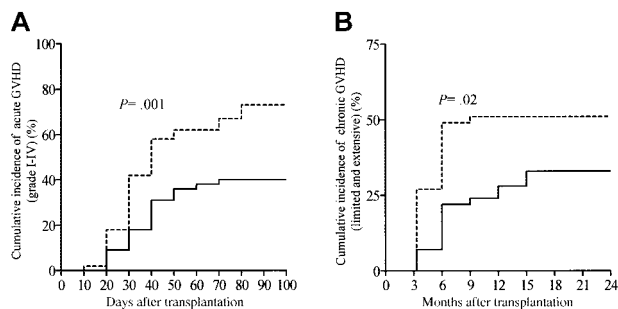 A
Cumulative incidence of acute GVHD
(grade I-IV) (%)
100
80
60
40
20
0
P= .001
0 10 20 30 40 50 60 70 80 90 100
Days after transplantation
B
Cumulative incidence of chronic GVHD
(limited and extensive) (%)
75
50
25
0
P= .02
0 3 6 9 12 15 18 21 24
Months after transplantation